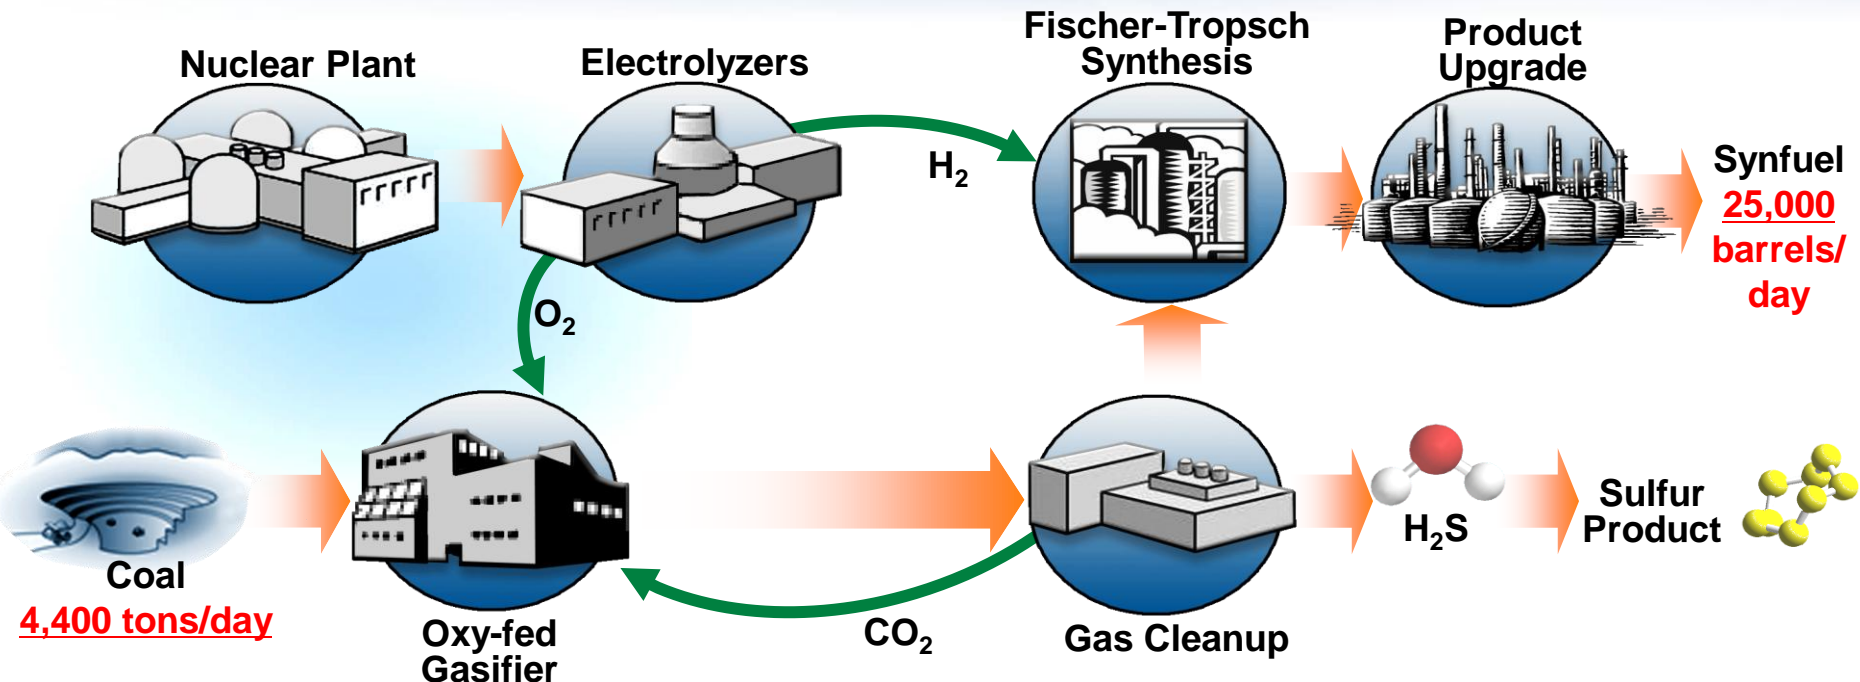 Nuclear Plant
Electrolyzers
Fischer-Tropsch
Synthesis
Product
Upgrade
H₂
Synfuel
25,000
barrels/
day
O₂
Coal
4,400 tons/day
Oxy-fed
Gasifier
CO₂
Gas Cleanup
H₂S
Sulfur
Product